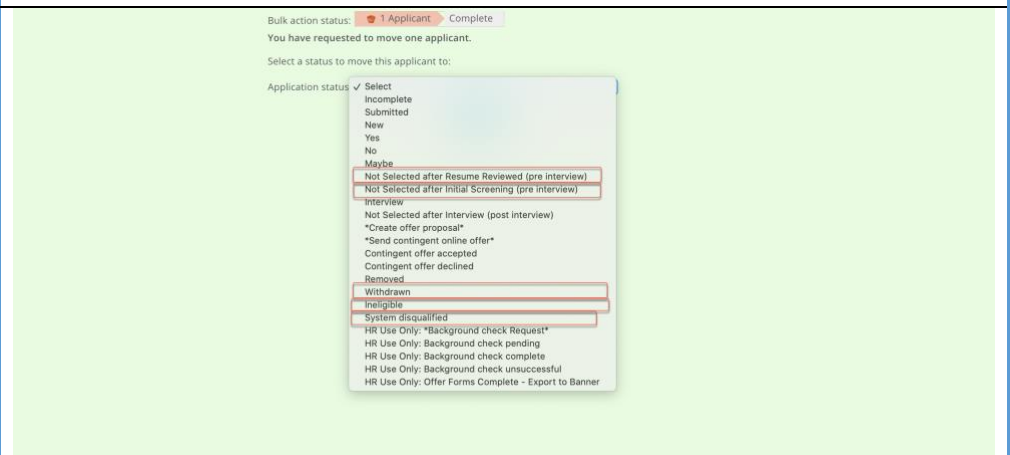 Bulk action status: 1 Applicant Complete
You have requested to move one applicant.
Select a status to move this applicant to:
Application status ✓ Select
Incomplete
Submitted
New
Yes
No
Maybe
Not Selected after Resume Reviewed (pre interview)
Not Selected after Initial Screening (pre interview)
Interview
Not Selected after Interview (post interview)
*Create offer proposal*
*Send contingent online offer*
Contingent offer accepted
Contingent offer declined
Removed
Withdrawn
Ineligible
System disqualified
HR Use Only: *Background check Request*
HR Use Only: Background check pending
HR Use Only: Background check complete
HR Use Only: Background check unsuccessful
HR Use Only: Offer Forms Complete - Export to Banner